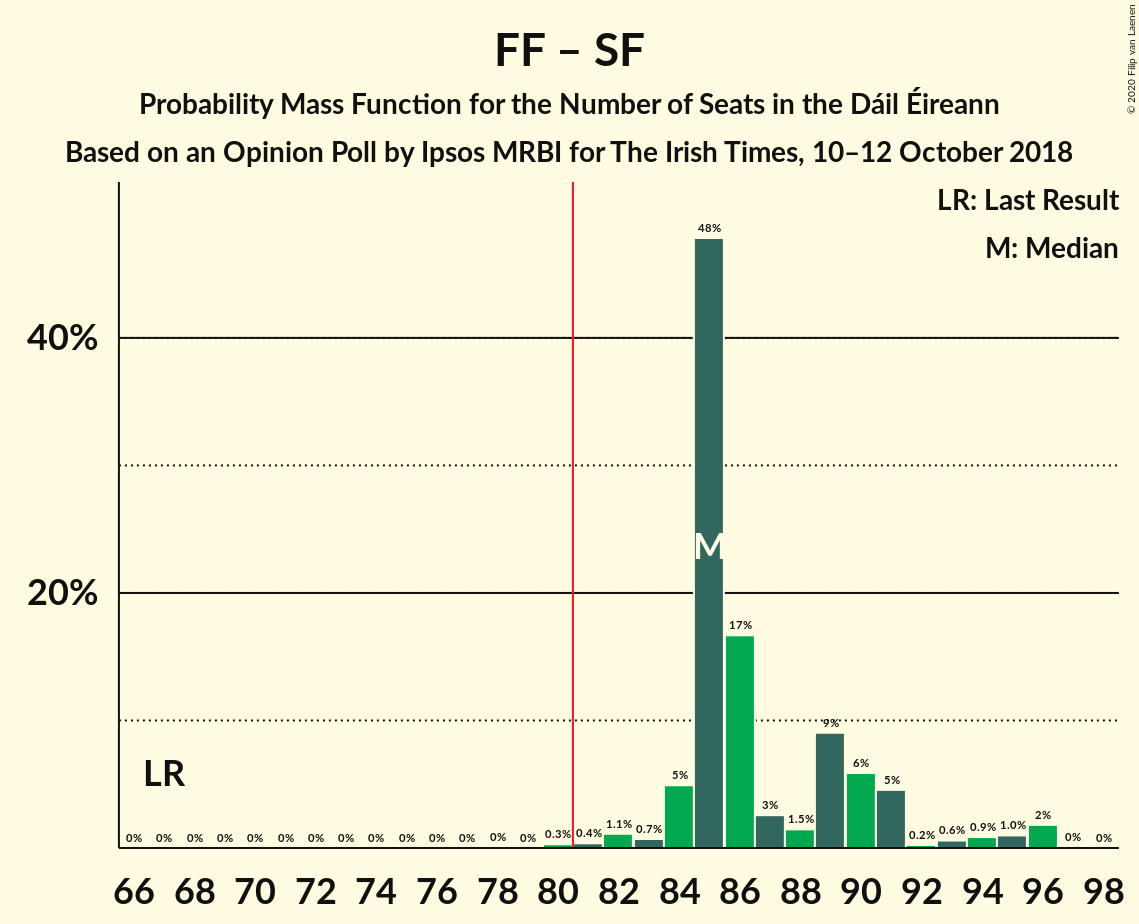 FF – SF
Probability Mass Function for the Number of Seats in the Dáil Éireann
Based on an Opinion Poll by Ipsos MRBI for The Irish Times, 10–12 October 2018
© 2020 Filip van Laenen
LR: Last Result
M: Median
48%
40%
M
20%
17%
9%
LR
6%
5% 5%
3%
2%
0% 0% 0% 0% 0% 0% 0% 0% 0% 0% 0% 0% 0% 0% 0.3% 0.4% 1.1% 0.7% 1.5% 0.2% 0.6% 0.9% 1.0% 0% 0%
66 68 70 72 74 76 78 80 82 84 86 88 90 92 94 96 98